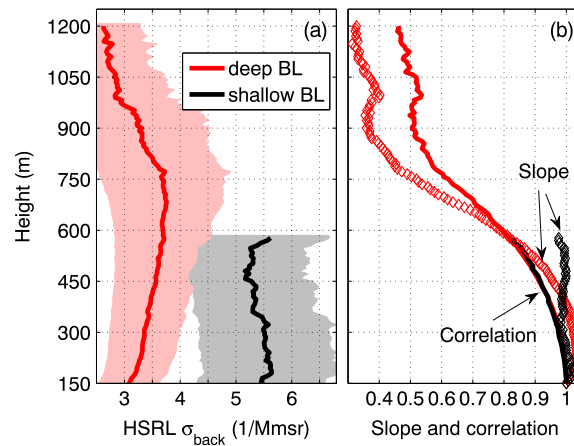 (a)
(b)
deep BL
shallow BL
1200
1050
900
750
600
450
300
150
Height (m)
3 4 5 6
HSRL σback (1/Mmsr)
Slope
Correlation
0.4 0.5 0.6 0.7 0.8 0.9 1
Slope and correlation